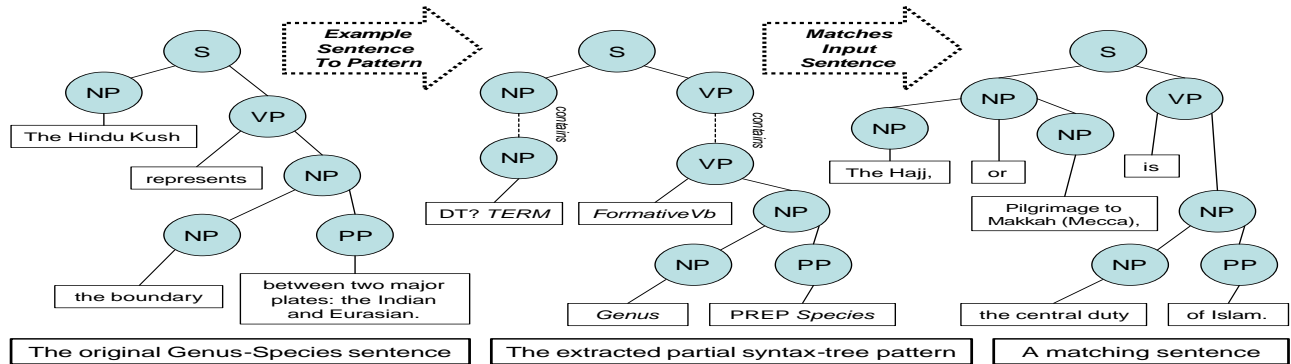 S
NP
The Hindu Kush
VP
represents
NP
NP
PP
the boundary
between two major
plates: the Indian
and Eurasian.
The original Genus-Species sentence
Example
Sentence
To Pattern
S
NP
VP
contains
contains
NP
VP
DT? TERM
FormativeVb
NP
NP
PP
Genus
PREP Species
The extracted partial syntax-tree pattern
Matches
Input
Sentence
S
NP
VP
NP
NP
The Hajj,
or
is
Pilgrimage to
Makkah (Mecca),
NP
NP
PP
the central duty
of Islam.
A matching sentence